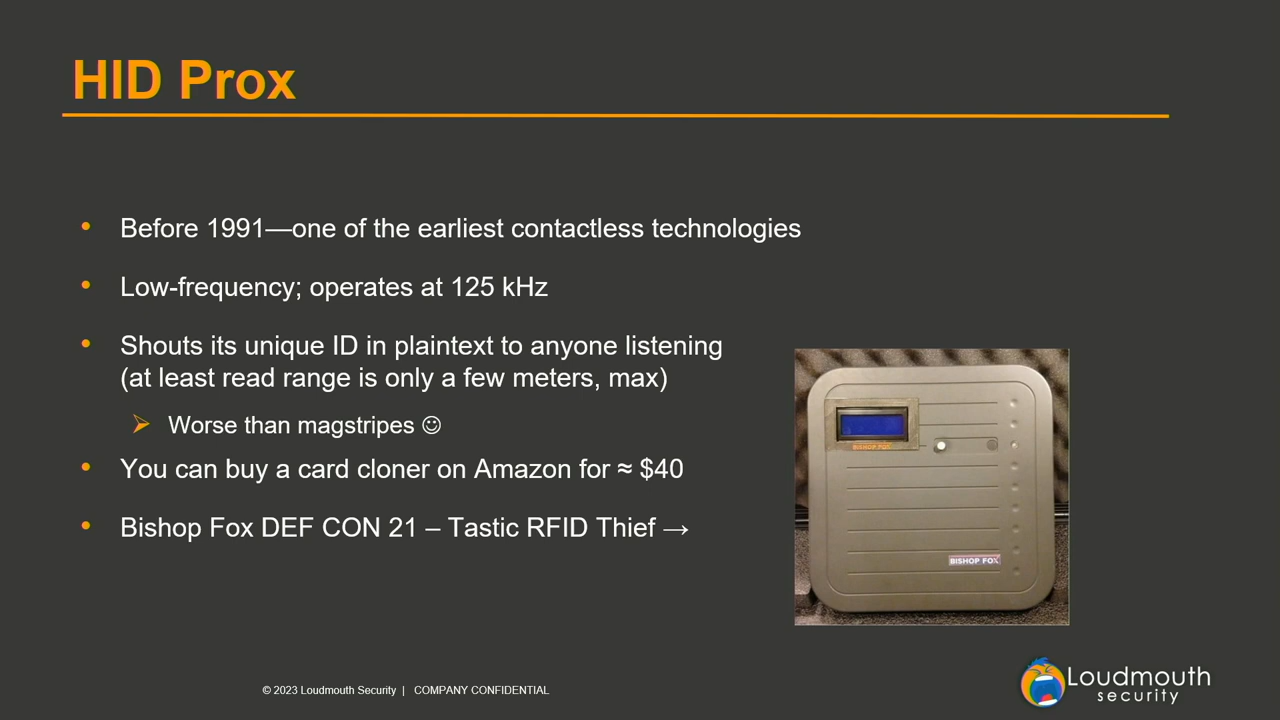 HID Prox
• Before 1991—one of the earliest contactless technologies
• Low-frequency; operates at 125 kHz
• Shouts its unique ID in plaintext to anyone listening
(at least read range is only a few meters, max)
➢ Worse than magstripes ☺
• You can buy a card cloner on Amazon for ≈ $40
• Bishop Fox DEF CON 21 – Tastic RFID Thief →
BISHOP FOX
BISHOP FOX
© 2023 Loudmouth Security | COMPANY CONFIDENTIAL
Loudmouth
security